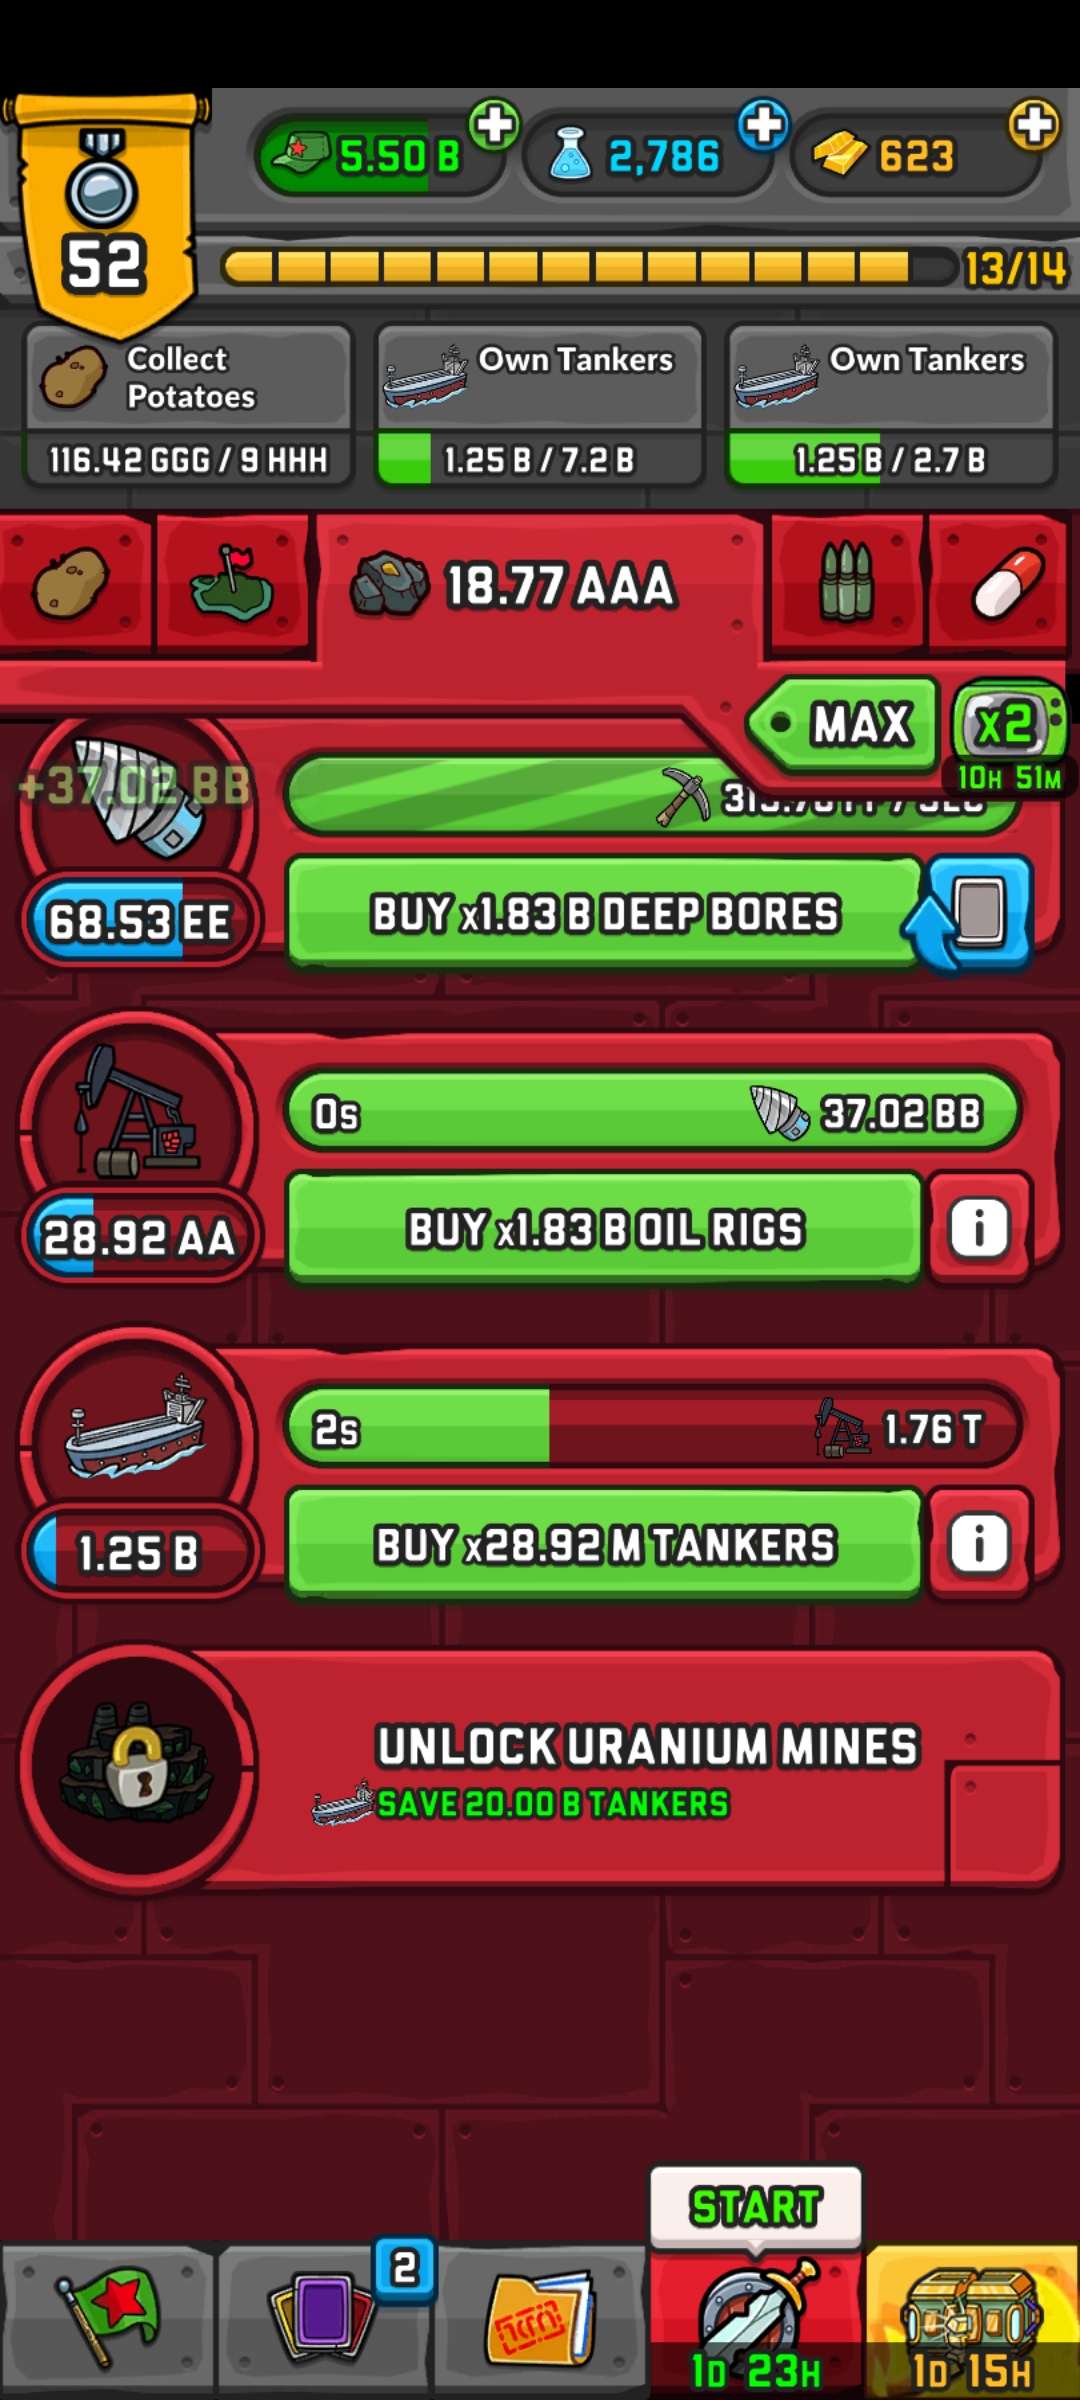 5.50 B
2,786
623
52
13/14
Collect
Potatoes
116.42 GGG / 9 HHH
Own Tankers
1.25 B / 7.2 B
Own Tankers
1.25 B / 2.7 B
18.77 AAA
MAX
x2
10H 51M
+37.02 BB
68.53 EE
BUY x1.83 B DEEP BORES
0s
37.02 BB
28.92 AA
BUY x1.83 B OIL RIGS
i
2s
1.76 T
1.25 B
BUY x28.92 M TANKERS
i
UNLOCK URANIUM MINES
SAVE 20.00 B TANKERS
START
2
1D 23H
1D 15H